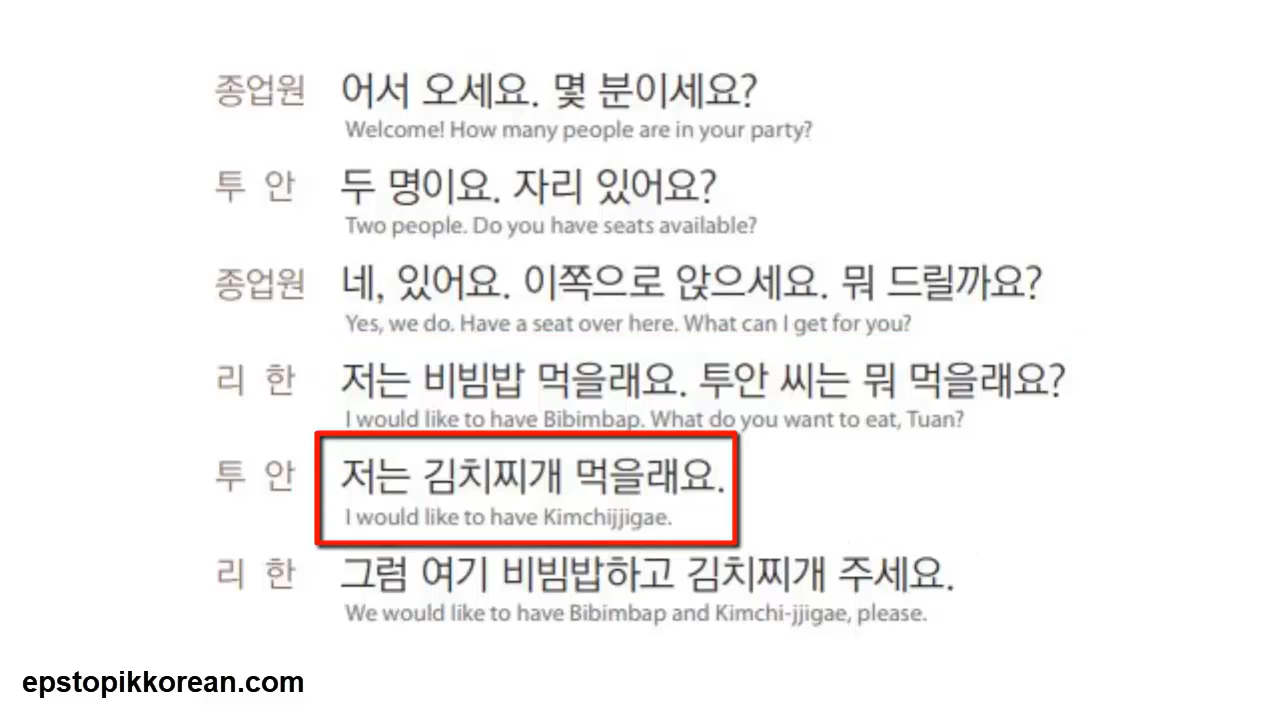 종업원 어서 오세요. 몇 분이세요?
Welcome! How many people are in your party?
투 안 두 명이요. 자리 있어요?
Two people. Do you have seats available?
종업원 네, 있어요. 이쪽으로 앉으세요. 뭐 드릴까요?
Yes, we do. Have a seat over here. What can I get for you?
리 한 저는 비빔밥 먹을래요. 투안 씨는 뭐 먹을래요?
I would like to have Bibimbap. What do you want to eat, Tuan?
투 안 저는 김치찌개 먹을래요.
I would like to have Kimchijjigae.
리 한 그럼 여기 비빔밥하고 김치찌개 주세요.
We would like to have Bibimbap and Kimchi-jjigae, please.
epstopikkorean.com